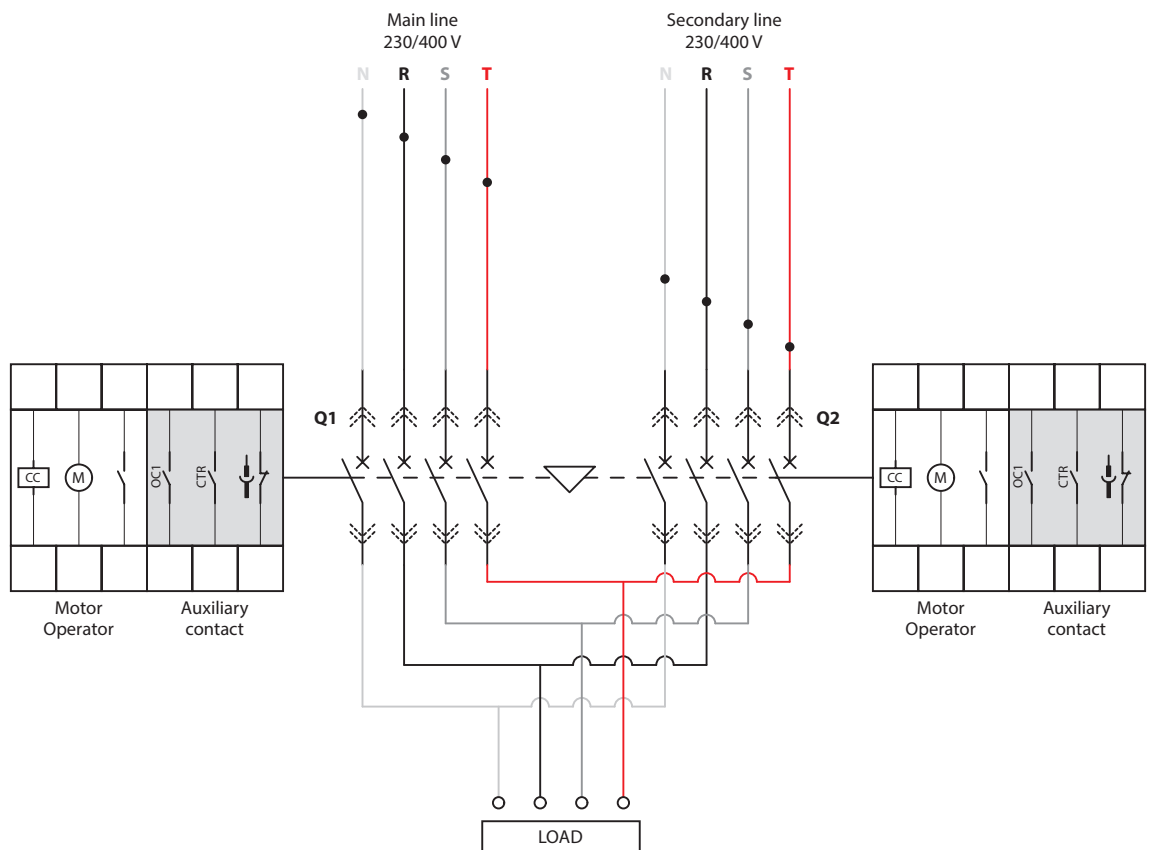 Main line
230/400 V
Secondary line
230/400 V
N R S T
N R S T
Q1
Q2
CC
M
OC1
CTR
CC
M
OC1
CTR
Motor
Operator
Auxiliary
contact
Motor
Operator
Auxiliary
contact
LOAD